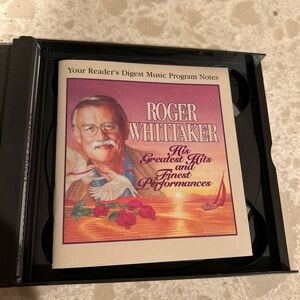 Your Reader's Digest Music Program Notes
ROGER
WHITTAKER
His
Greatest Hits
and
Finest
Performances